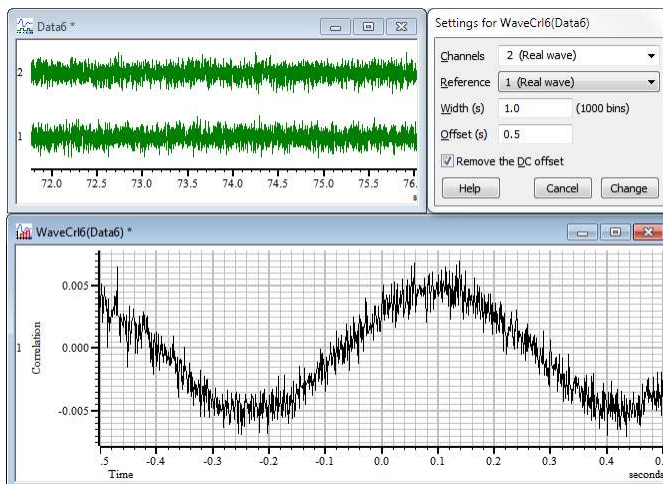 Data6 *
2
1
72.0 72.5 73.0 73.5 74.0 74.5 75.0 75.5 76.
s
Settings for WaveCrl6(Data6)
Channels 2 (Real wave)
Reference 1 (Real wave)
Width (s) 1.0 (1000 bins)
Offset (s) 0.5
Remove the DC offset
Help Cancel Change
WaveCrl6(Data6) *
0.005
0.000
-0.005
1
Correlation
.5 -0.4 -0.3 -0.2 -0.1 0.0 0.1 0.2 0.3 0.4 0.
Time seconds